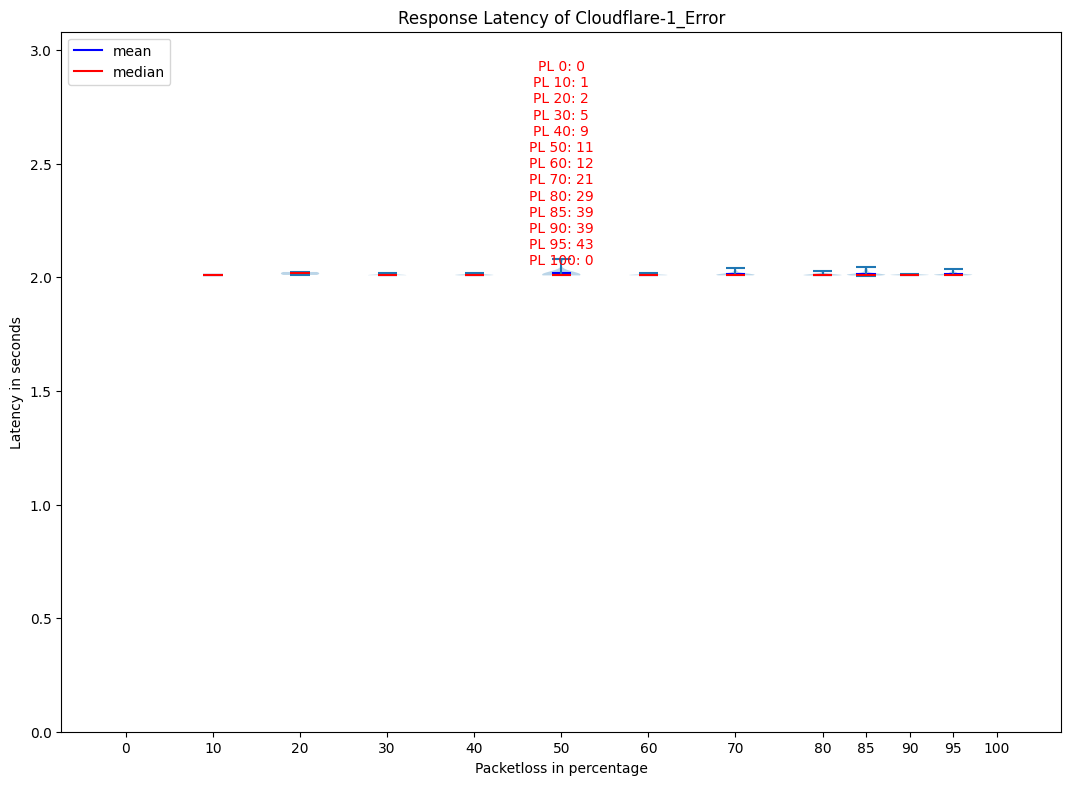 Response Latency of Cloudflare-1_Error
mean
median
PL 0: 0
PL 10: 1
PL 20: 2
PL 30: 5
PL 40: 9
PL 50: 11
PL 60: 12
PL 70: 21
PL 80: 29
PL 85: 39
PL 90: 39
PL 95: 43
PL 100: 0
3.0
2.5
2.0
1.5
1.0
0.5
0.0
Latency in seconds
0 10 20 30 40 50 60 70 80 85 90 95 100
Packetloss in percentage